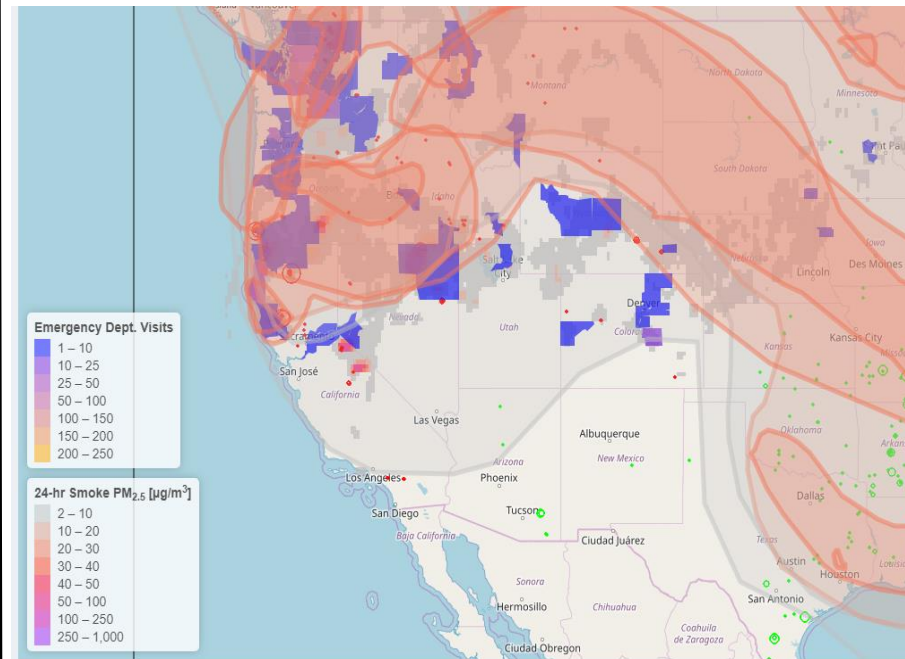 Montana
North Dakota
Minnesota
South Dakota
Idaho
Iowa
Nebraska
Lincoln
Des Moines
City
Denver
Nevada
Utah
Kansas
Kansas City
San José
California
Las Vegas
Oklahoma
Albuquerque
Arizona
New Mexico
Los Angeles
Phoenix
Dallas
San Diego
Tucson
Baja California
Ciudad Juárez
Texas
Austin
Houston
San Antonio
Sonora
Hermosillo
Chihuahua
Coahuila
de Zaragoza
Ciudad Obregon
Emergency Dept. Visits
1 – 10
10 – 25
25 – 50
50 – 100
100 – 150
150 – 200
200 – 250
24-hr Smoke PM2.5 [µg/m³]
2 – 10
10 – 20
20 – 30
30 – 40
40 – 50
50 – 100
100 – 250
250 – 1,000